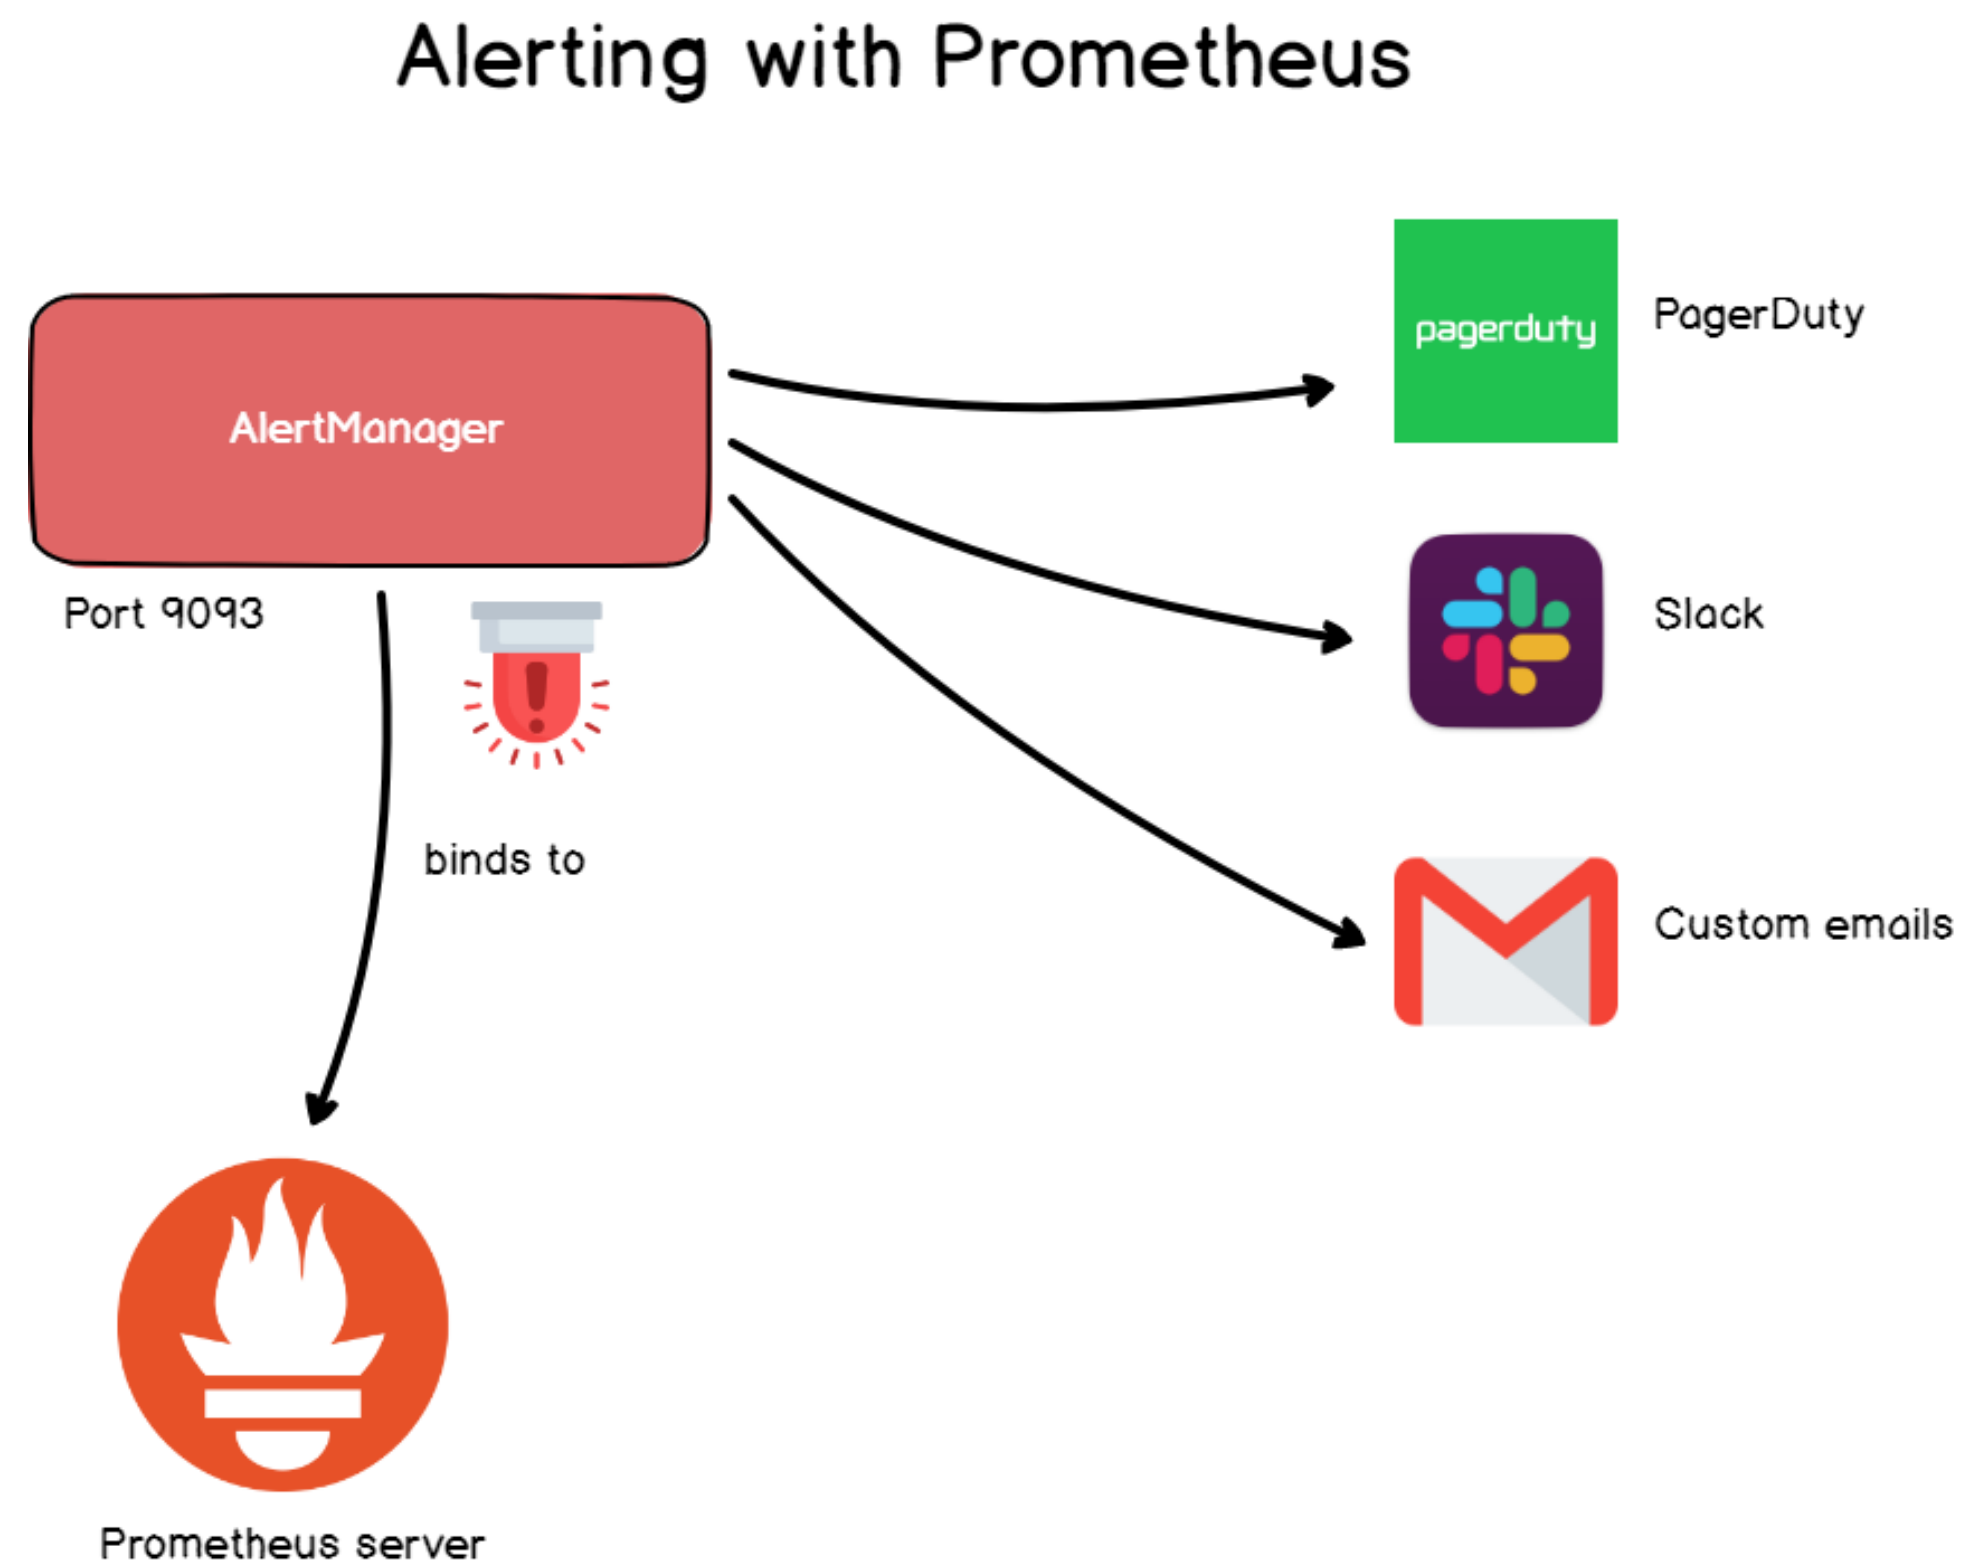 Alerting with Prometheus
AlertManager
Port 9093
binds to
Prometheus server
pagerduty
PagerDuty
Slack
Custom emails